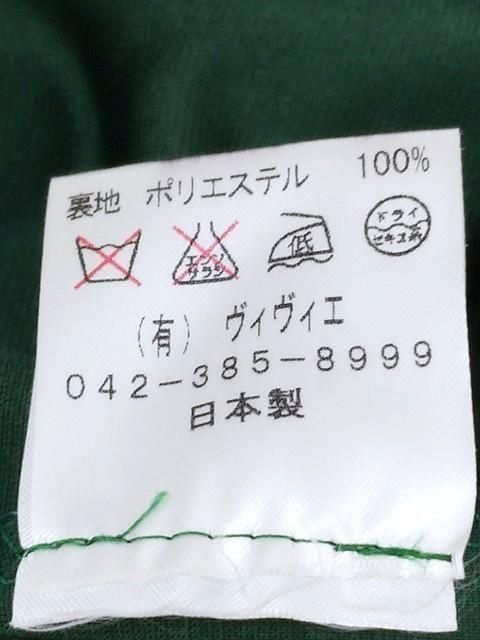 裏地 ポリエステル 100%
エンソ
サラシ
低
ドライ
セキユ系
(有) ヴィヴィエ
042-385-8999
日本製